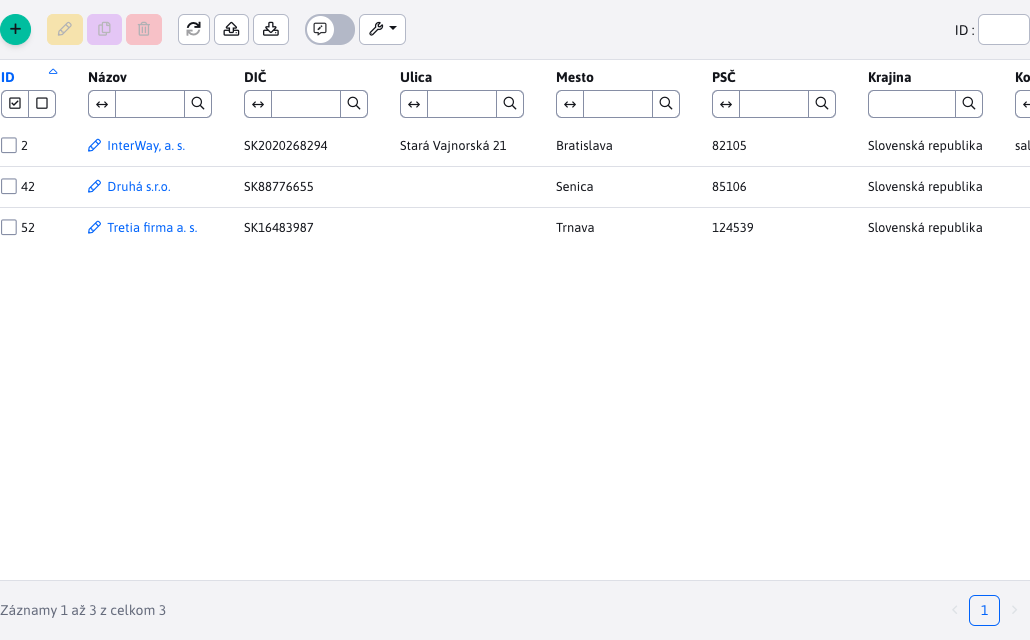 ID :
ID Názov DIČ Ulica Mesto PSČ Krajina Ko
2 InterWay, a. s. SK2020268294 Stará Vajnorská 21 Bratislava 82105 Slovenská republika sal
42 Druhá s.r.o. SK88776655 Senica 85106 Slovenská republika
52 Tretia firma a. s. SK16483987 Trnava 124539 Slovenská republika
Záznamy 1 až 3 z celkom 3 1